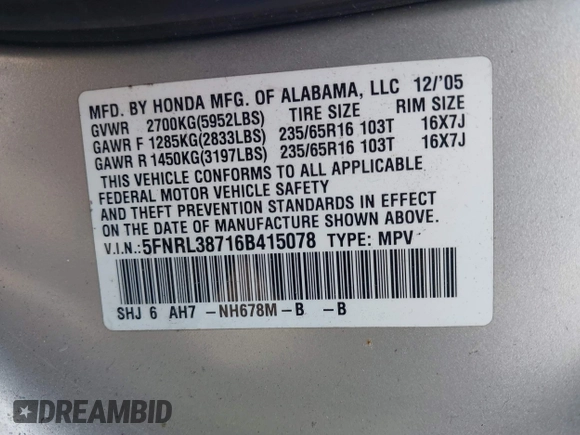 MFD. BY HONDA MFG. OF ALABAMA, LLC 12/'05
GVWR 2700KG(5952LBS) TIRE SIZE RIM SIZE
GAWR F 1285KG(2833LBS) 235/65R16 103T 16X7J
GAWR R 1450KG(3197LBS) 235/65R16 103T 16X7J
THIS VEHICLE CONFORMS TO ALL APPLICABLE
FEDERAL MOTOR VEHICLE SAFETY
AND THEFT PREVENTION STANDARDS IN EFFECT
ON THE DATE OF MANUFACTURE SHOWN ABOVE.
V.I.N.:5FNRL38716B415078 TYPE: MPV
SHJ 6 AH7 -NH678M-B -B
DREAMBID